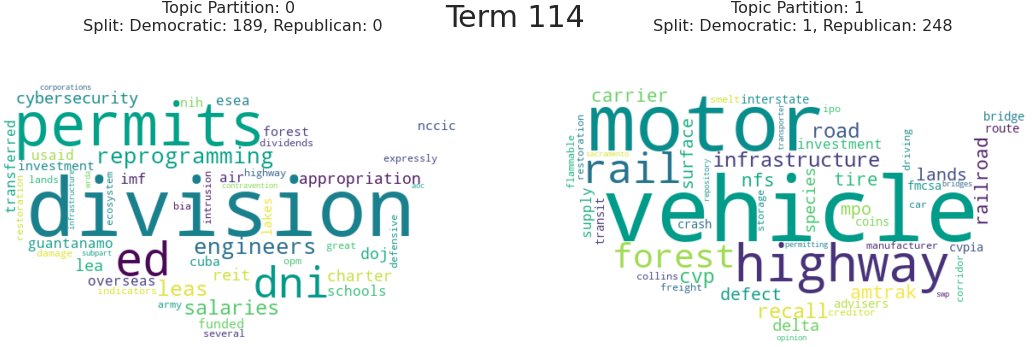 Topic Partition: 0
Split: Democratic: 189, Republican: 0
Term 114
Topic Partition: 1
Split: Democratic: 1, Republican: 248
corporations
cybersecurity
nih
esea
permits
transferred
forest
dividends
nccic
usaid
reprogramming
expressly
investment
highway
lands
imf
air
appropriation
contravention
aoc
restoration
infrastructure
arda
ecosystem
division
bia
intrusion
lakes
defensive
guantanamo
engineers
great
damage
subpart
ed
cuba
opm
doj
lea
reit
charter
overseas
dni
indicators
leas
schools
army
salaries
funded
several
carrier
smelt
interstate
ipo
motor
transporter
bridge
route
flammable
restoration
road
investment
sacramento
rail
surface
infrastructure
driving
railroad
repository
nfs
tire
lands
fmcsa
bridges
supply
transit
vehicle
storage
species
mpo
car
coins
crash
forest
permitting
manufacturer
cvpia
highway
collins
cvp
freight
corridor
defect
amtrak
swp
recall
advisers
creditor
delta
opinion